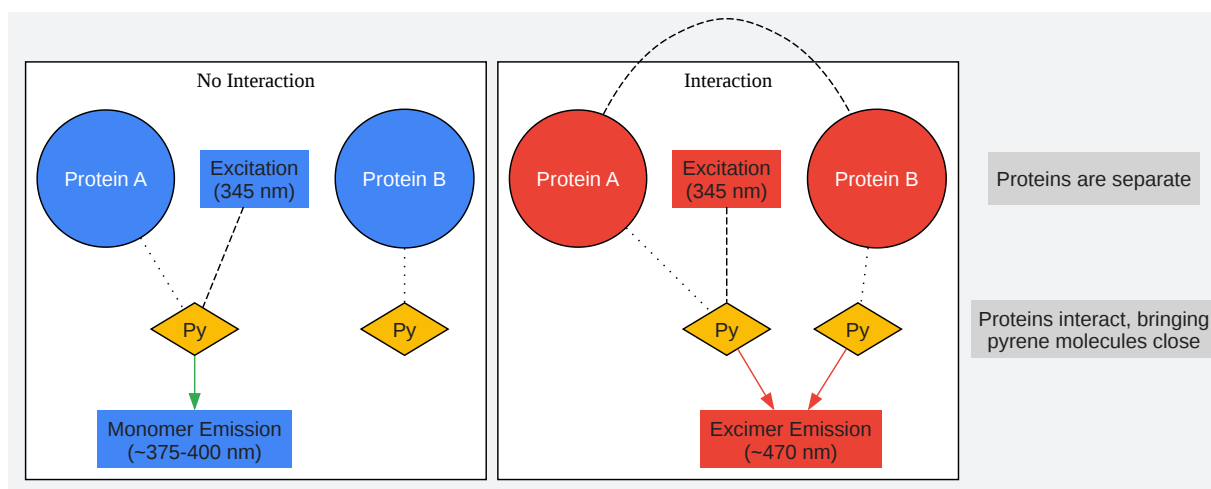 No Interaction
Protein A
Excitation
(345 nm)
Protein B
Py
Py
Monomer Emission
(~375-400 nm)
Interaction
Protein A
Excitation
(345 nm)
Protein B
Py
Py
Excimer Emission
(~470 nm)
Proteins are separate
Proteins interact, bringing
pyrene molecules close